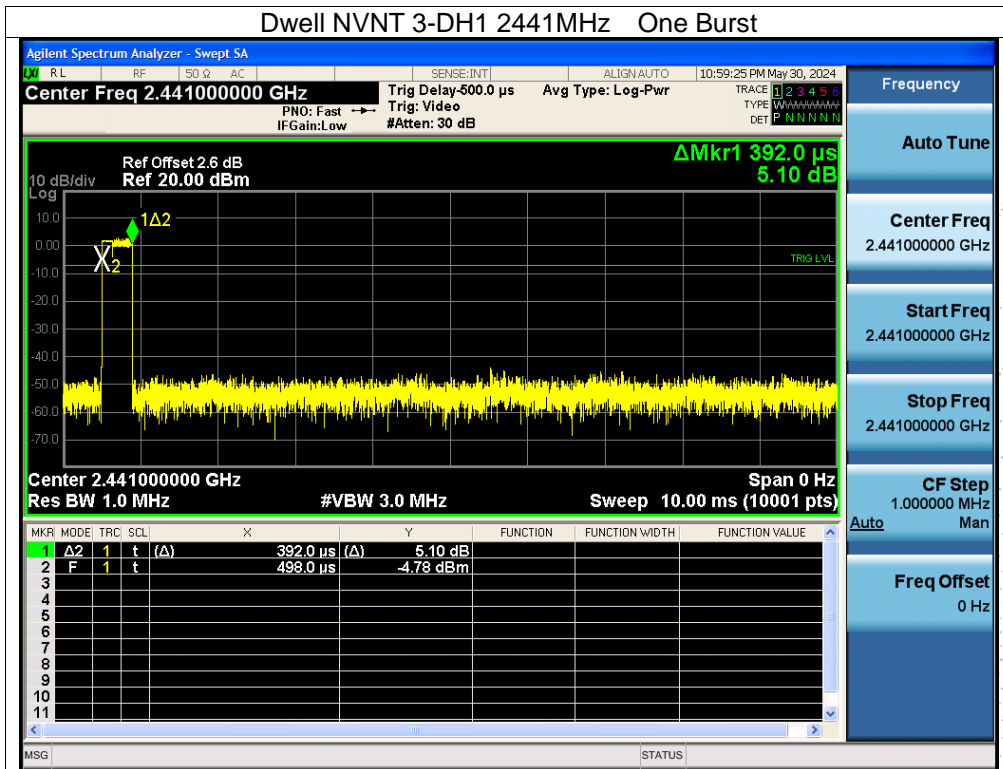 Dwell NVNT 3-DH1 2441MHz One Burst
Agilent Spectrum Analyzer - Swept SA
LXI RL RF 50 Ω AC SENSE:INT ALIGN AUTO 10:59:25 PM May 30, 2024
Center Freq 2.441000000 GHz
PNO: Fast
IFGain:Low
Trig Delay-500.0 µs
Trig: Video
#Atten: 30 dB
Avg Type: Log-Pwr
TRACE 1 2 3 4 5 6
TYPE WWWWWW
DET P N N N N N
Ref Offset 2.6 dB
Ref 20.00 dBm
10 dB/div
Log
ΔMkr1 392.0 µs
5.10 dB
10.0
0.00
-10.0
-20.0
-30.0
-40.0
-50.0
-60.0
-70.0
1Δ2
2
TRIG LVL
Center 2.441000000 GHz Span 0 Hz
Res BW 1.0 MHz #VBW 3.0 MHz Sweep 10.00 ms (10001 pts)
MKR MODE TRC SCL X Y FUNCTION FUNCTION WIDTH FUNCTION VALUE
1 Δ2 1 t (Δ) 392.0 µs (Δ) 5.10 dB
2 F 1 t 498.0 µs -4.78 dBm
3
4
5
6
7
8
9
10
11
MSG STATUS
Frequency
Auto Tune
Center Freq
2.441000000 GHz
Start Freq
2.441000000 GHz
Stop Freq
2.441000000 GHz
CF Step
1.000000 MHz
Auto Man
Freq Offset
0 Hz